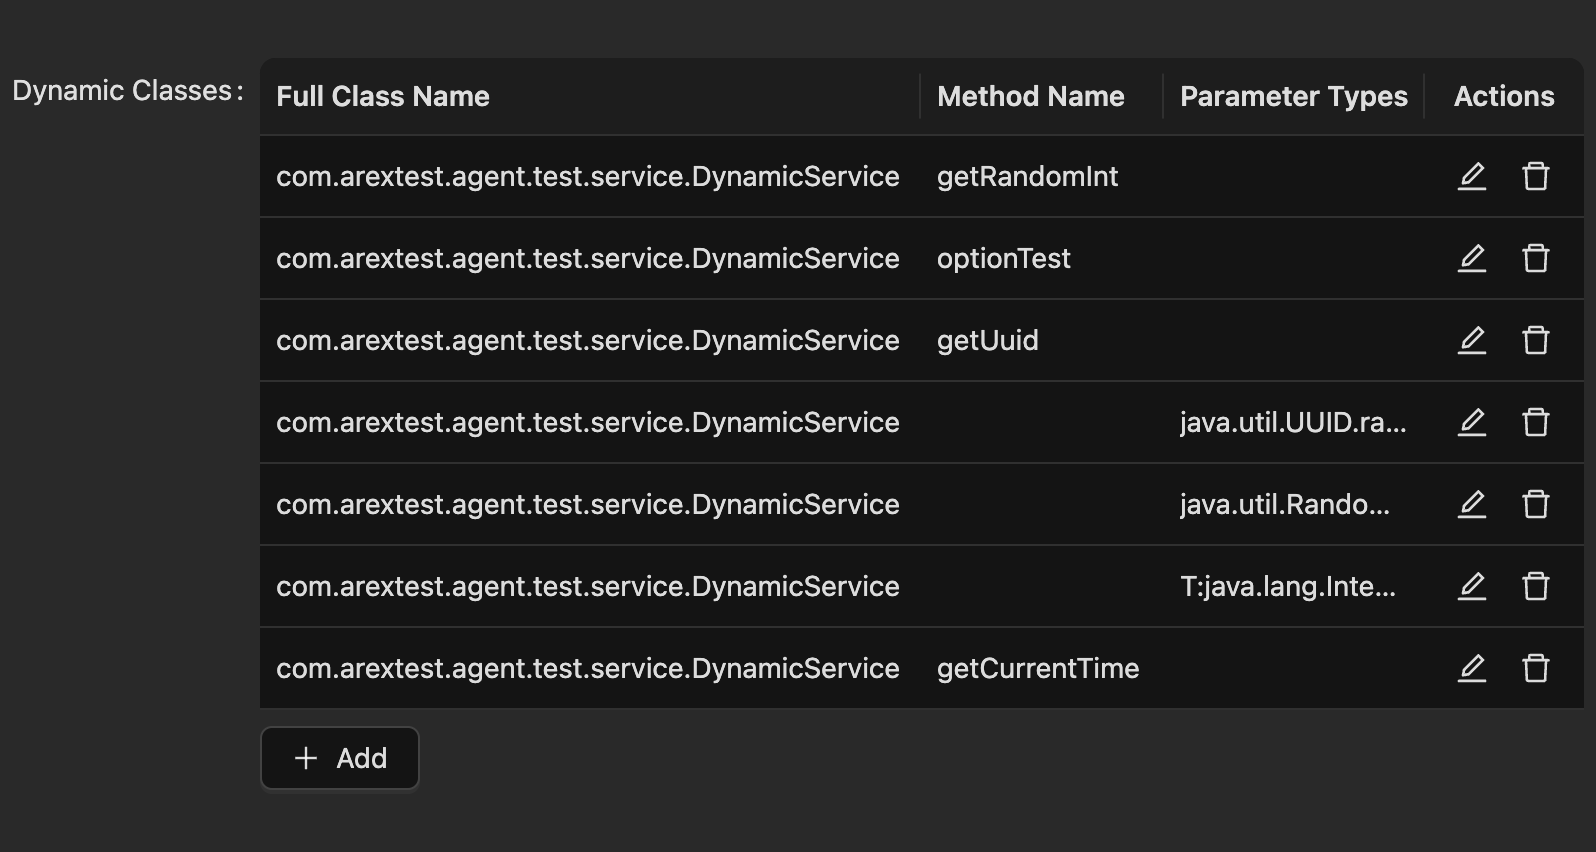 Dynamic Classes:
Full Class Name Method Name Parameter Types Actions
com.arextest.agent.test.service.DynamicService getRandomInt
com.arextest.agent.test.service.DynamicService optionTest
com.arextest.agent.test.service.DynamicService getUuid
com.arextest.agent.test.service.DynamicService java.util.UUID.ra...
com.arextest.agent.test.service.DynamicService java.util.Rando...
com.arextest.agent.test.service.DynamicService T:java.lang.Inte...
com.arextest.agent.test.service.DynamicService getCurrentTime
+ Add